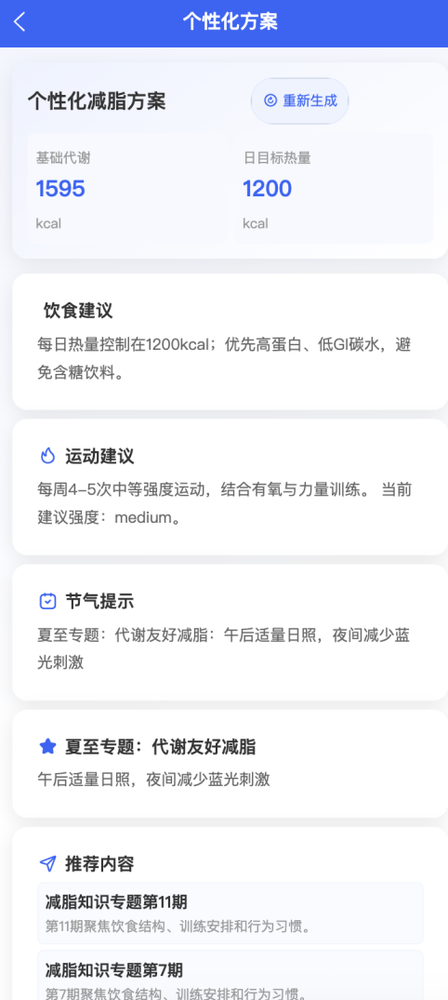 个性化方案
个性化减脂方案
重新生成
基础代谢
1595
kcal
日目标热量
1200
kcal
饮食建议
每日热量控制在1200kcal；优先高蛋白、低GI碳水，避
免含糖饮料。
运动建议
每周4-5次中等强度运动，结合有氧与力量训练。 当前
建议强度：medium。
节气提示
夏至专题：代谢友好减脂：午后适量日照，夜间减少蓝
光刺激
夏至专题：代谢友好减脂
午后适量日照，夜间减少蓝光刺激
推荐内容
减脂知识专题第11期
第11期聚焦饮食结构、训练安排和行为习惯。
减脂知识专题第7期
第7期聚焦饮食结构、训练安排和行为习惯。